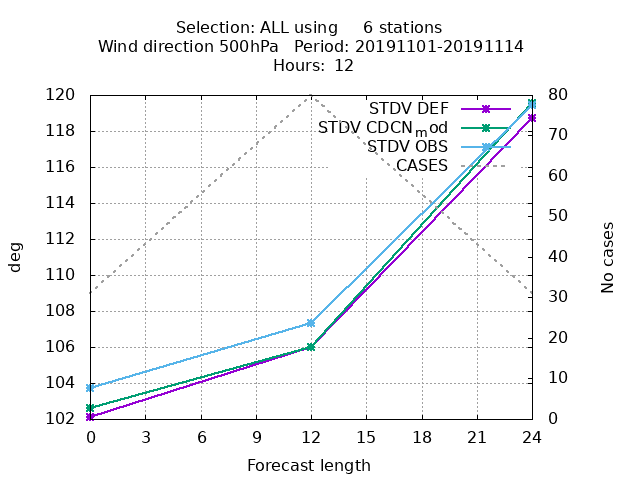 Selection: ALL using 6 stations
Wind direction 500hPa Period: 20191101-20191114
Hours: 12
STDV DEF
STDV CDCNmod
STDV OBS
CASES
deg
120
118
116
114
112
110
108
106
104
102
No cases
80
70
60
50
40
30
20
10
0
0 3 6 9 12 15 18 21 24
Forecast length